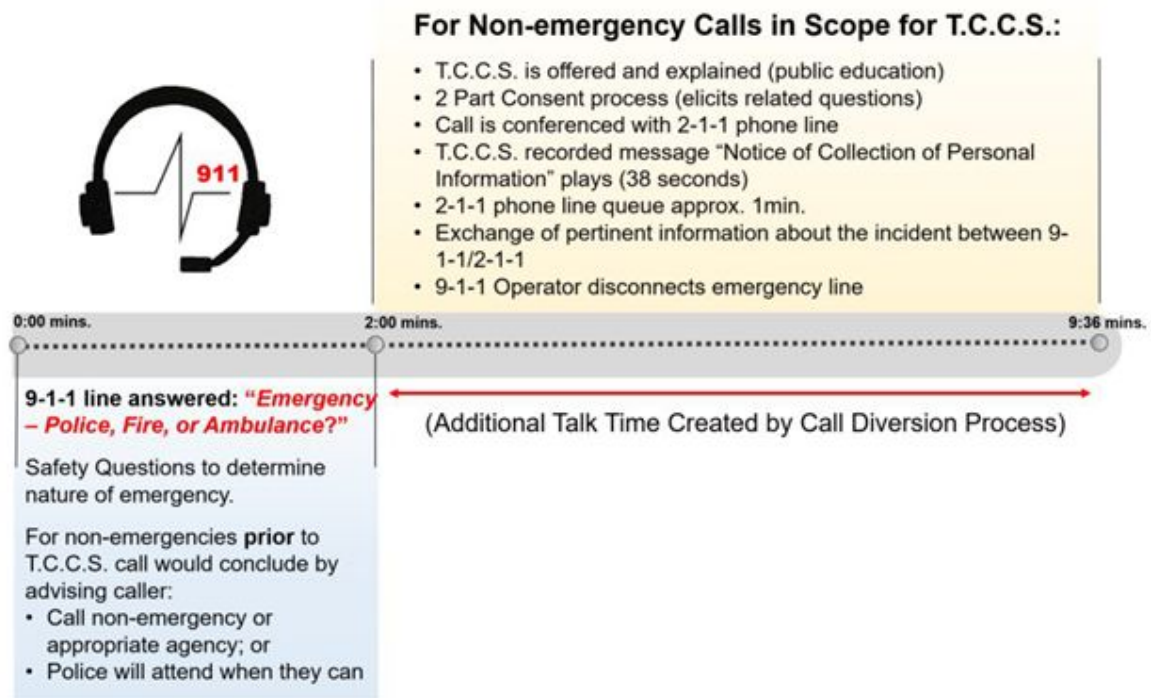 For Non-emergency Calls in Scope for T.C.C.S.:
• T.C.C.S. is offered and explained (public education)
• 2 Part Consent process (elicits related questions)
• Call is conferenced with 2-1-1 phone line
• T.C.C.S. recorded message “Notice of Collection of Personal
Information” plays (38 seconds)
• 2-1-1 phone line queue approx. 1min.
• Exchange of pertinent information about the incident between 9-
1-1/2-1-1
• 9-1-1 Operator disconnects emergency line
911
0:00 mins.
2:00 mins.
9:36 mins.
9-1-1 line answered: “Emergency
– Police, Fire, or Ambulance?”
Safety Questions to determine
nature of emergency.
For non-emergencies prior to
T.C.C.S. call would conclude by
advising caller:
• Call non-emergency or
appropriate agency; or
• Police will attend when they can
(Additional Talk Time Created by Call Diversion Process)